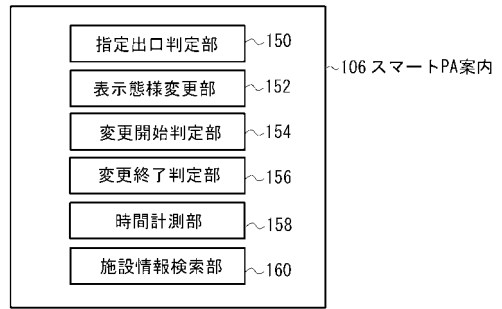 指定出口判定部 150
106 スマートPA案内
表示態様変更部 152
変更開始判定部 154
変更終了判定部 156
時間計測部 158
施設情報検索部 160